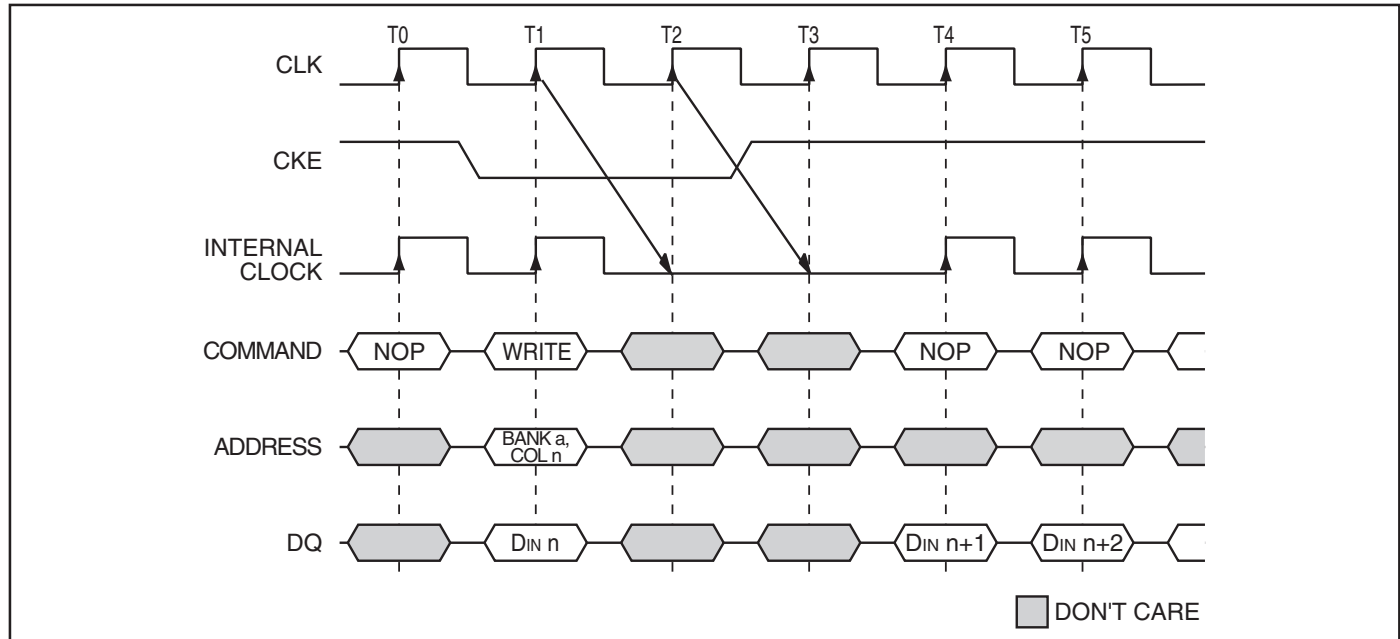 T0 T1 T2 T3 T4 T5
CLK
CKE
INTERNAL
CLOCK
COMMAND NOP WRITE NOP NOP
ADDRESS BANK a,
COL n
DQ DIN n DIN n+1 DIN n+2
DON'T CARE